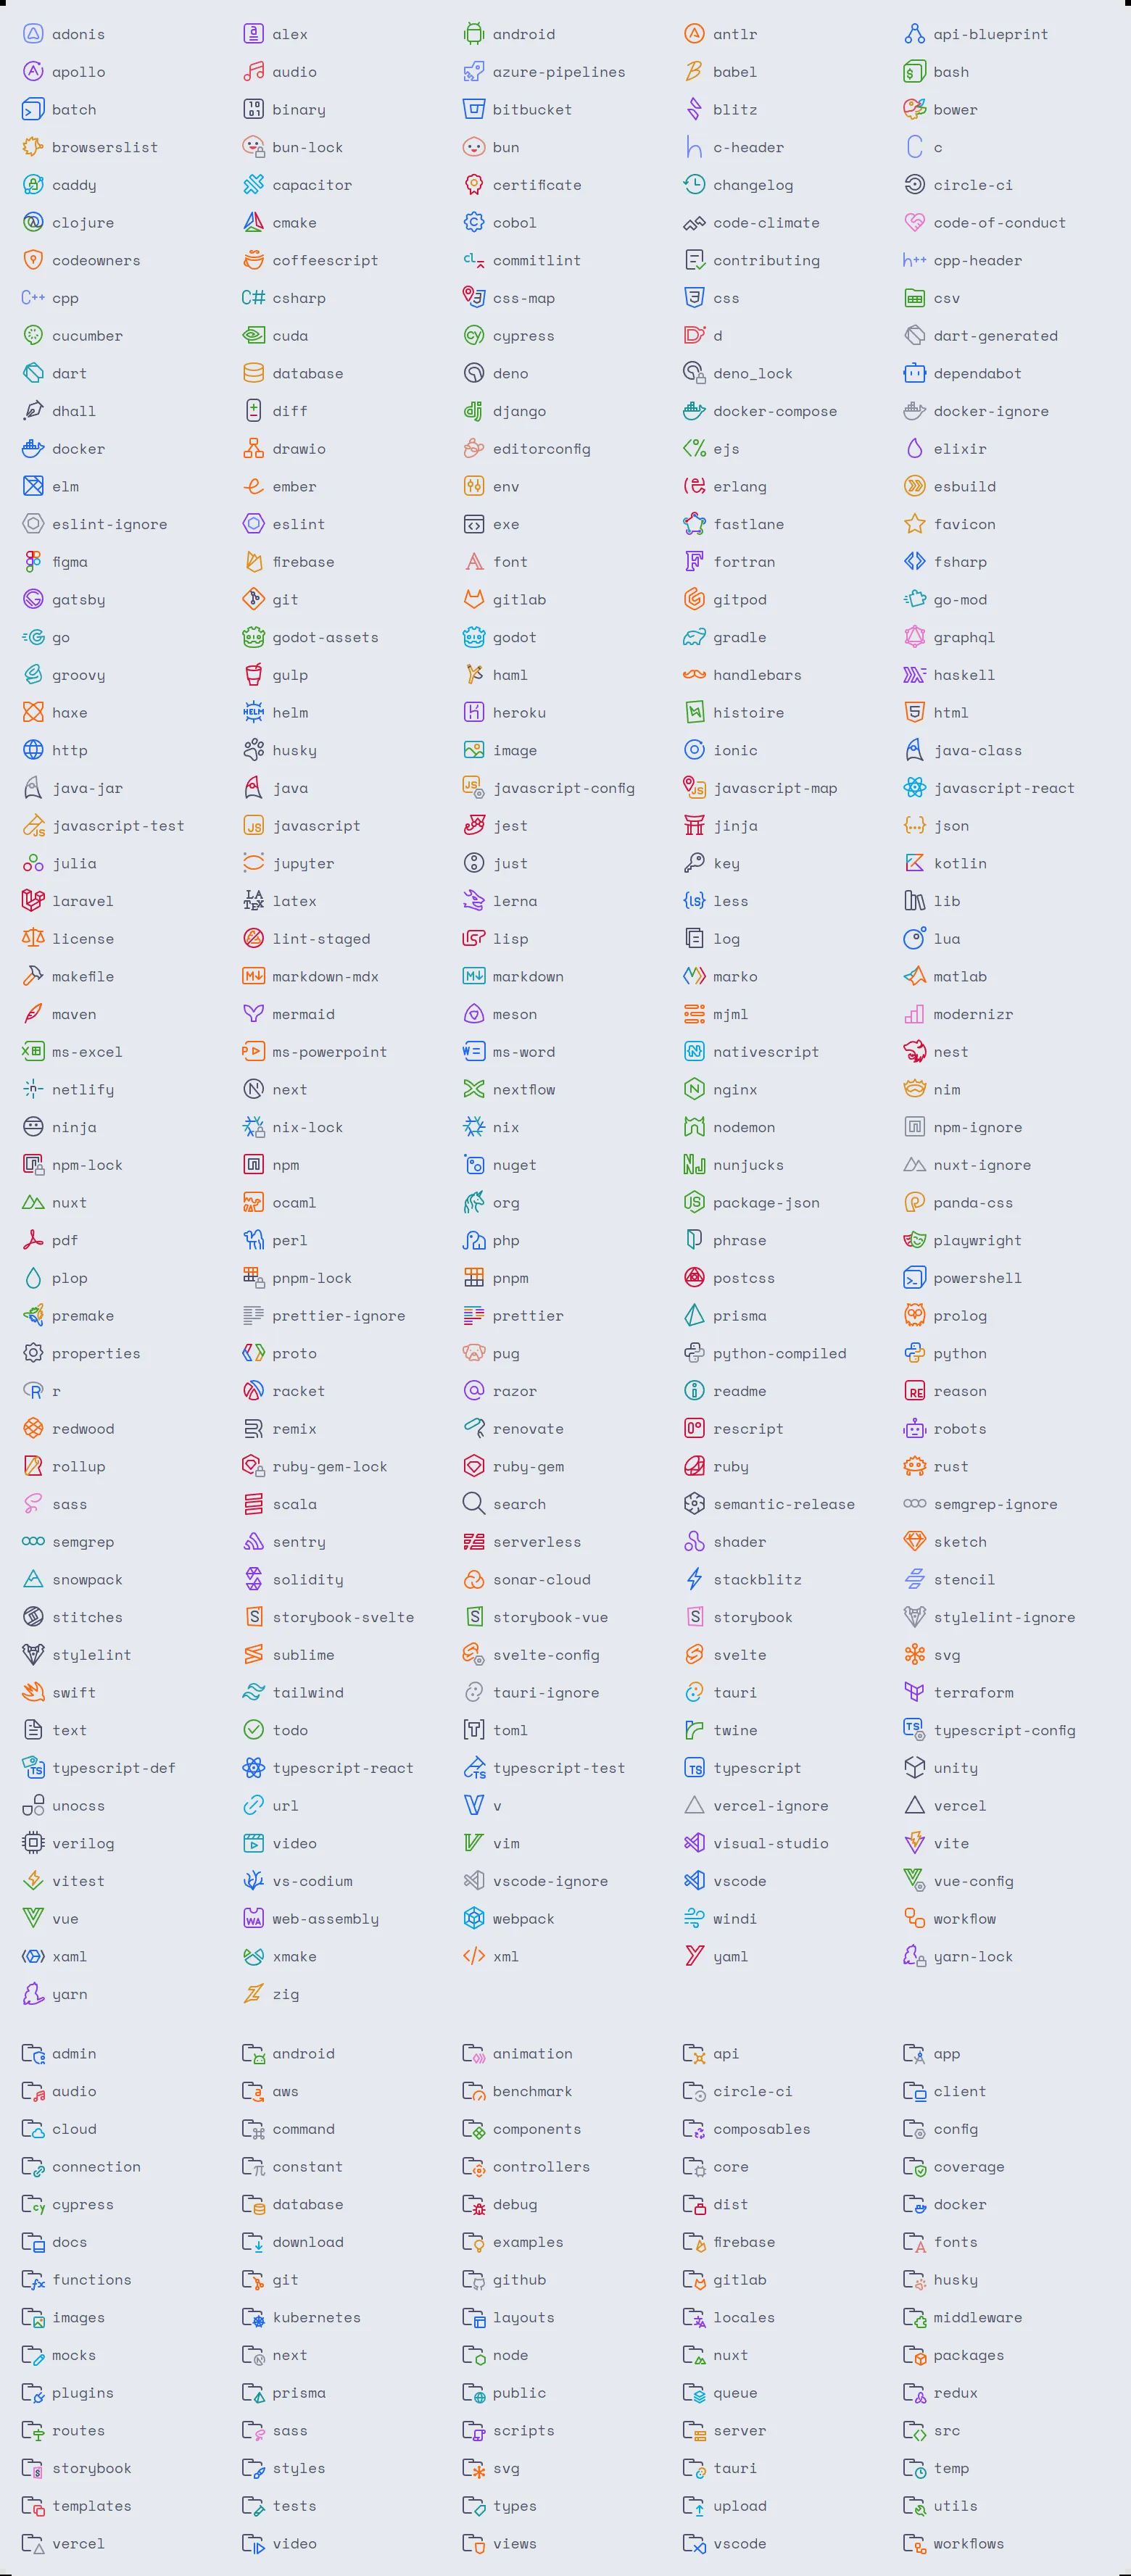 adonis alex android antlr api-blueprint
apollo audio azure-pipelines babel bash
batch binary bitbucket blitz bower
browserslist bun-lock bun c-header c
caddy capacitor certificate changelog circle-ci
clojure cmake cobol code-climate code-of-conduct
codeowners coffeescript commitlint contributing cpp-header
cpp csharp css-map css csv
cucumber cuda cypress d dart-generated
dart database deno deno_lock dependabot
dhall diff django docker-compose docker-ignore
docker drawio editorconfig ejs elixir
elm ember env erlang esbuild
eslint-ignore eslint exe fastlane favicon
figma firebase font fortran fsharp
gatsby git gitlab gitpod go-mod
go godot-assets godot gradle graphql
groovy gulp haml handlebars haskell
haxe helm heroku histoire html
http husky image ionic java-class
java-jar java javascript-config javascript-map javascript-react
javascript-test javascript jest jinja json
julia jupyter just key kotlin
laravel latex lerna less lib
license lint-staged lisp log lua
makefile markdown-mdx markdown marko matlab
maven mermaid meson mjml modernizr
ms-excel ms-powerpoint ms-word nativescript nest
netlify next nextflow nginx nim
ninja nix-lock nix nodemon npm-ignore
npm-lock npm nuget nunjucks nuxt-ignore
nuxt ocaml org package-json panda-css
pdf perl php phrase playwright
plop pnpm-lock pnpm postcss powershell
premake prettier-ignore prettier prisma prolog
properties proto pug python-compiled python
r racket razor readme reason
redwood remix renovate rescript robots
rollup ruby-gem-lock ruby-gem ruby rust
sass scala search semantic-release semgrep-ignore
semgrep sentry serverless shader sketch
snowpack solidity sonar-cloud stackblitz stencil
stitches storybook-svelte storybook-vue storybook stylelint-ignore
stylelint sublime svelte-config svelte svg
swift tailwind tauri-ignore tauri terraform
text todo toml twine typescript-config
typescript-def typescript-react typescript-test typescript unity
unocss url v vercel-ignore vercel
verilog video vim visual-studio vite
vitest vs-codium vscode-ignore vscode vue-config
vue web-assembly webpack windi workflow
xaml xmake xml yaml yarn-lock
yarn zig
admin android animation api app
audio aws benchmark circle-ci client
cloud command components composables config
connection constant controllers core coverage
cypress database debug dist docker
docs download examples firebase fonts
functions git github gitlab husky
images kubernetes layouts locales middleware
mocks next node nuxt packages
plugins prisma public queue redux
routes sass scripts server src
storybook styles svg tauri temp
templates tests types upload utils
vercel video views vscode workflows